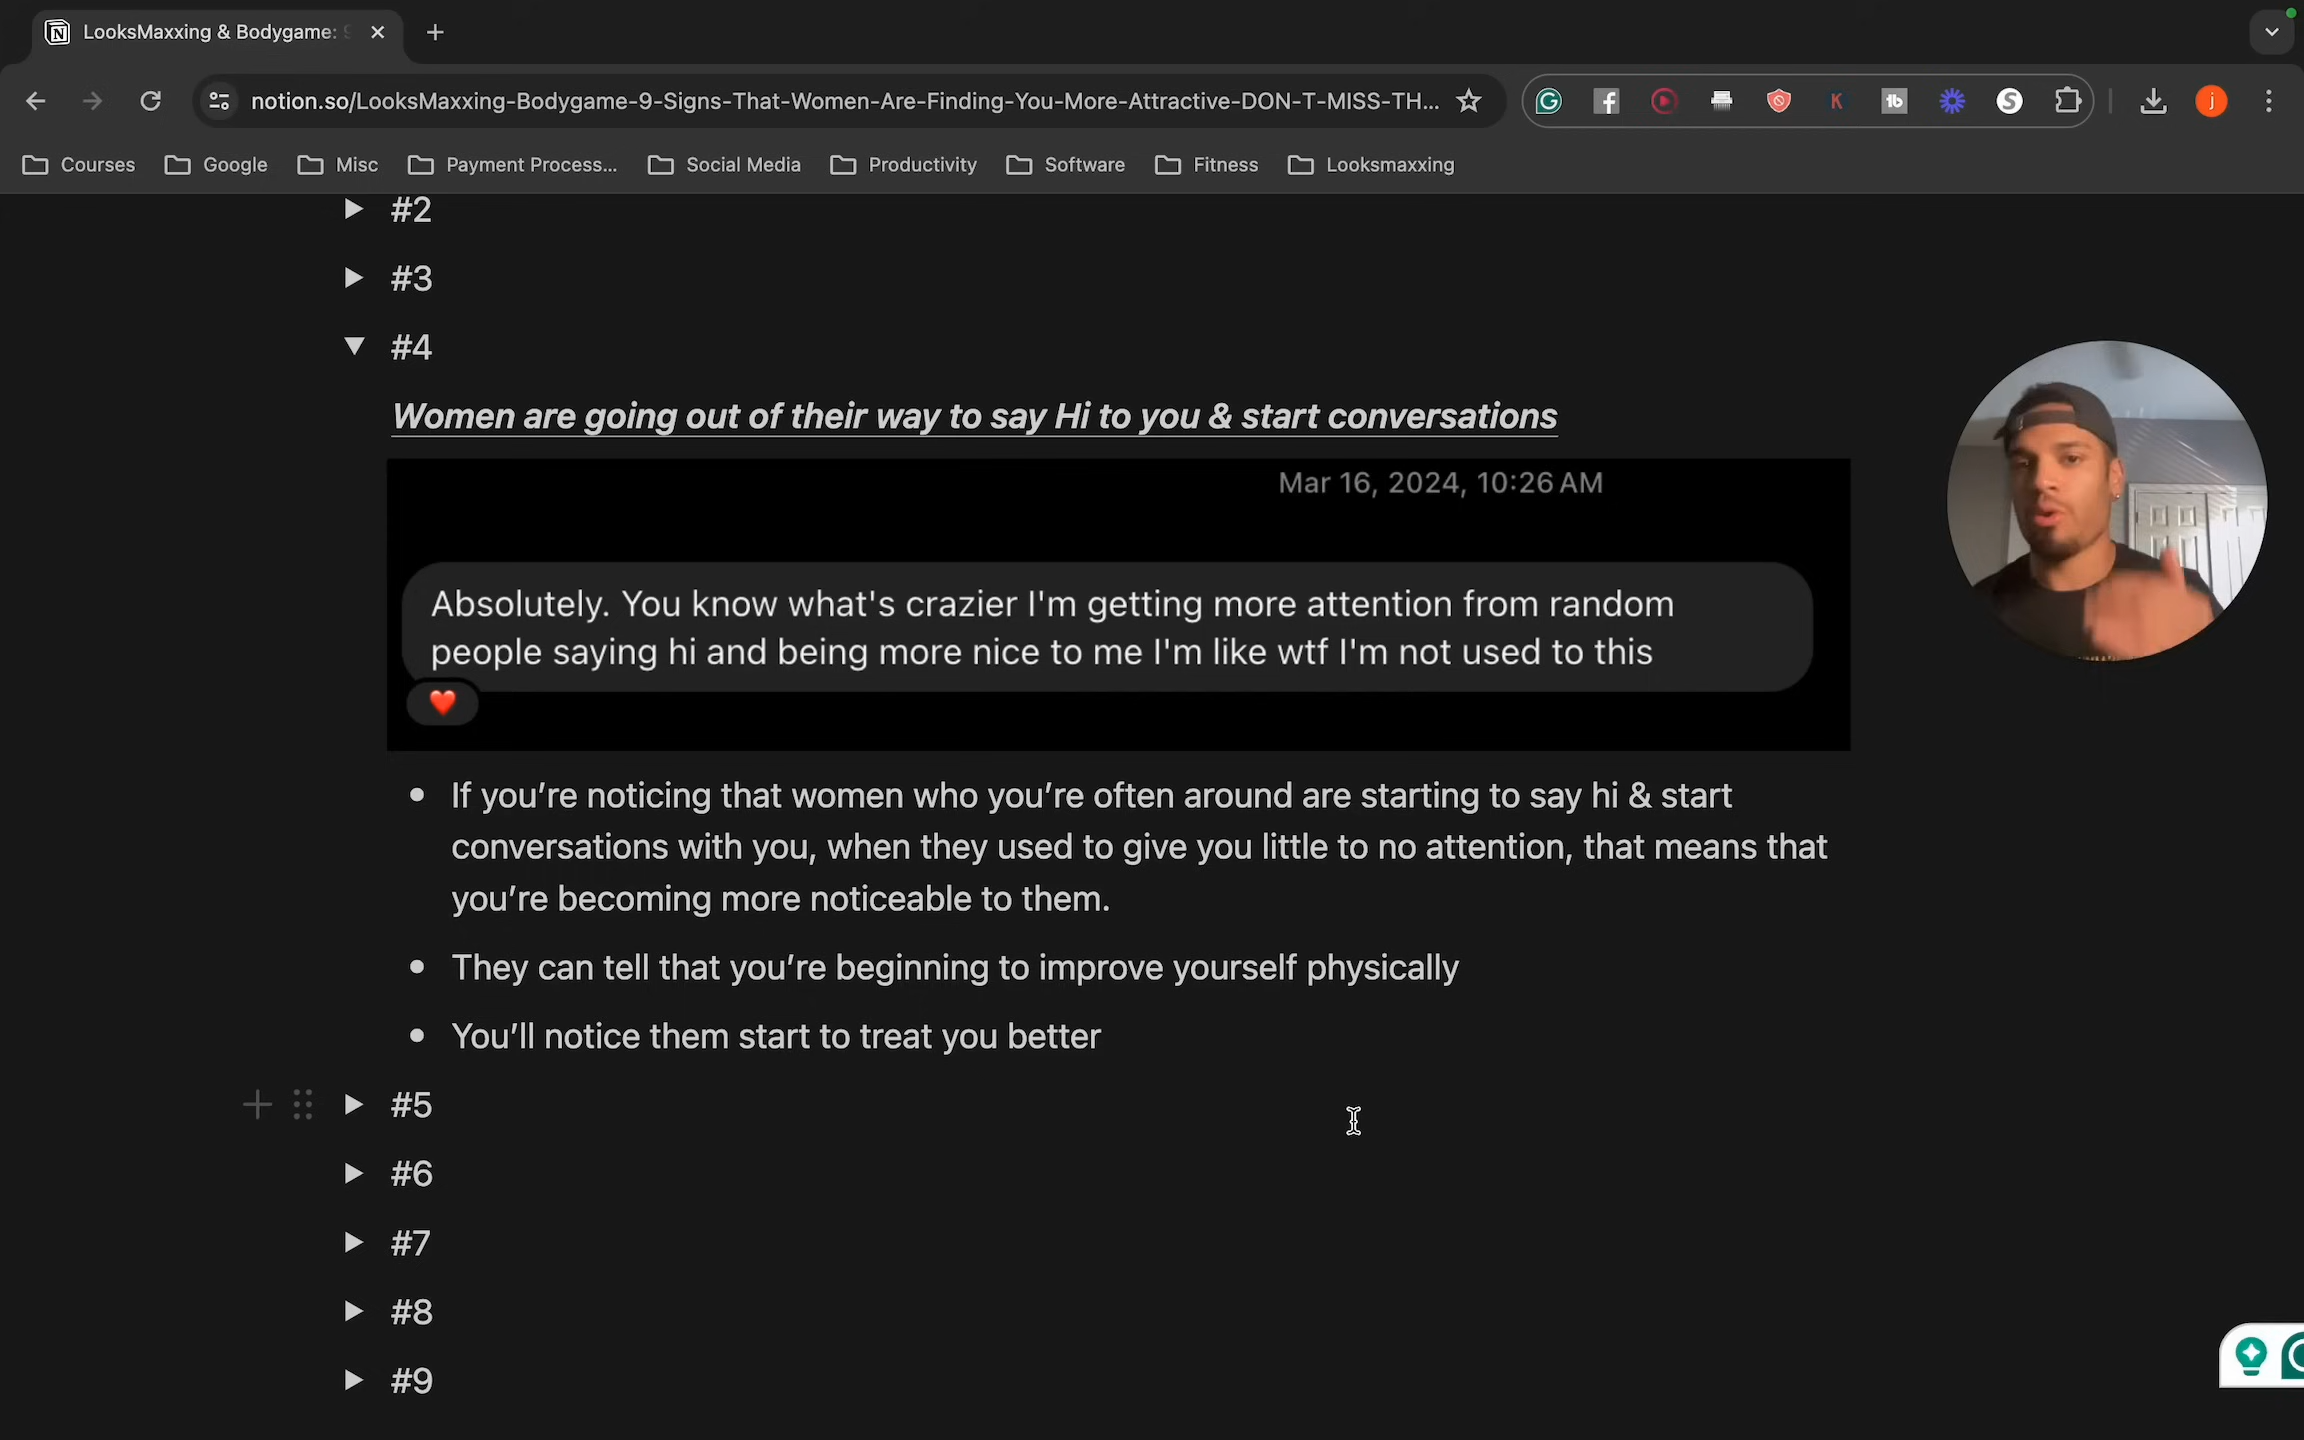 LooksMaxxing & Bodygame:
notion.so/LooksMaxxing-Bodygame-9-Signs-That-Women-Are-Finding-You-More-Attractive-DON-T-MISS-TH...
Courses Google Misc Payment Process... Social Media Productivity Software Fitness Looksmaxxing
#2
#3
#4
Women are going out of their way to say Hi to you & start conversations
Mar 16, 2024, 10:26 AM
Absolutely. You know what's crazier I'm getting more attention from random
people saying hi and being more nice to me I'm like wtf I'm not used to this
• If you’re noticing that women who you’re often around are starting to say hi & start
conversations with you, when they used to give you little to no attention, that means that
you’re becoming more noticeable to them.
• They can tell that you’re beginning to improve yourself physically
• You’ll notice them start to treat you better
#5
#6
#7
#8
#9